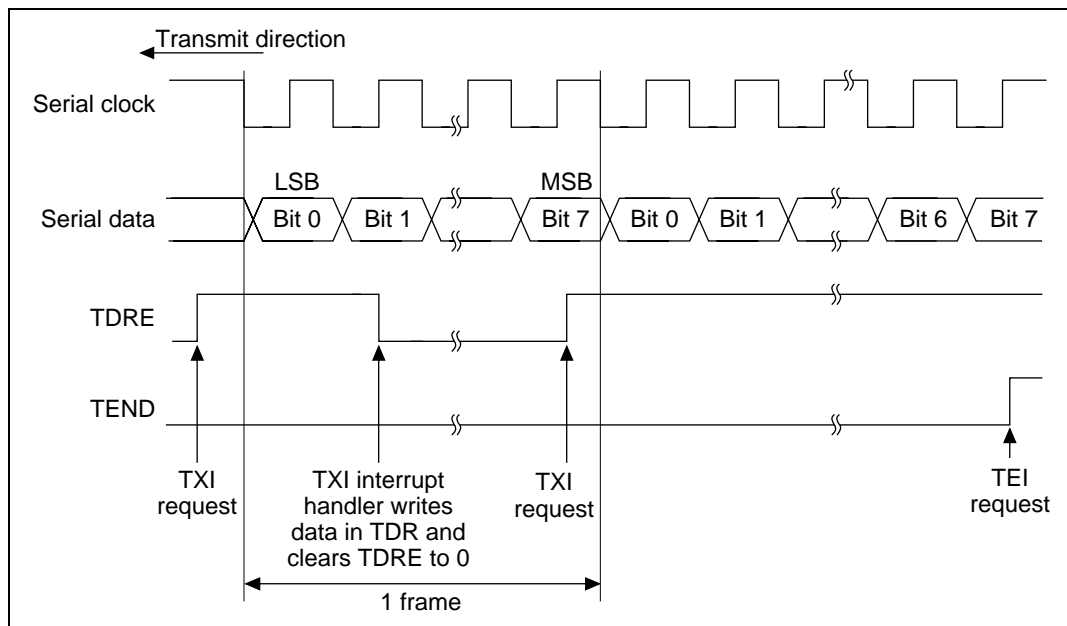 Transmit direction
Serial clock
LSB
MSB
Serial data
Bit 0
Bit 1
Bit 7
Bit 0
Bit 1
Bit 6
Bit 7
TDRE
TEND
TXI
request
TXI interrupt
handler writes
data in TDR and
clears TDRE to 0
TXI
request
TEI
request
1 frame